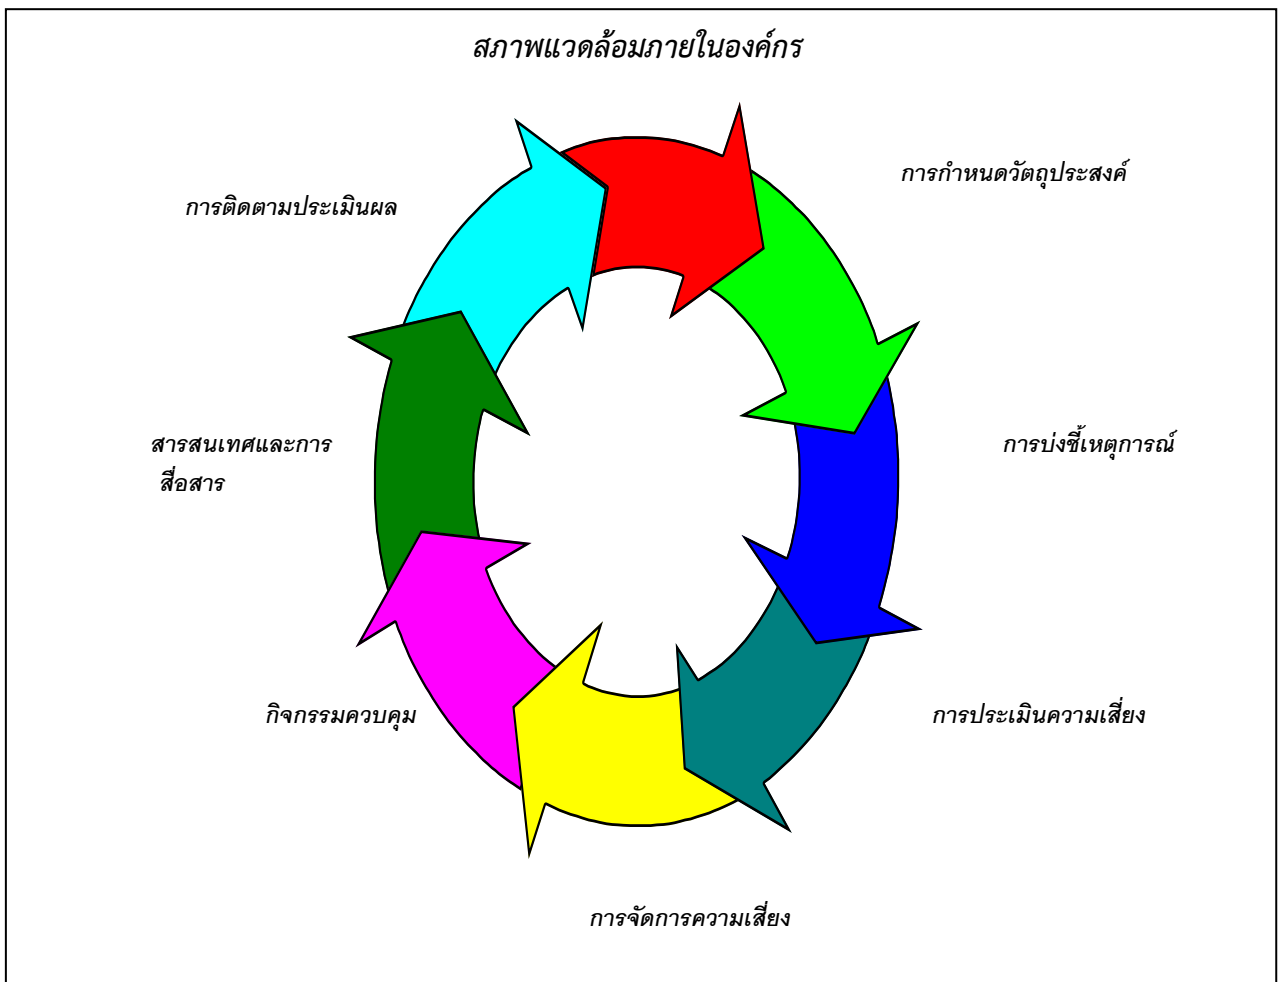 สภาพแวดล้อมภายในองค์กร
การกำหนดวัตถุประสงค์
การติดตามประเมินผล
สารสนเทศและการ
สื่อสาร
การบ่งชี้เหตุการณ์
กิจกรรมควบคุม
การประเมินความเสี่ยง
การจัดการความเสี่ยง